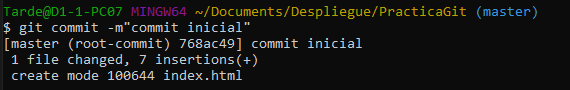 Tarde@D1-1-PC07 MINGW64 ~/Documents/Despliegue/PracticaGit (master)
$ git commit -m"commit inicial"
[master (root-commit) 768ac49] commit inicial
 1 file changed, 7 insertions(+)
 create mode 100644 index.html